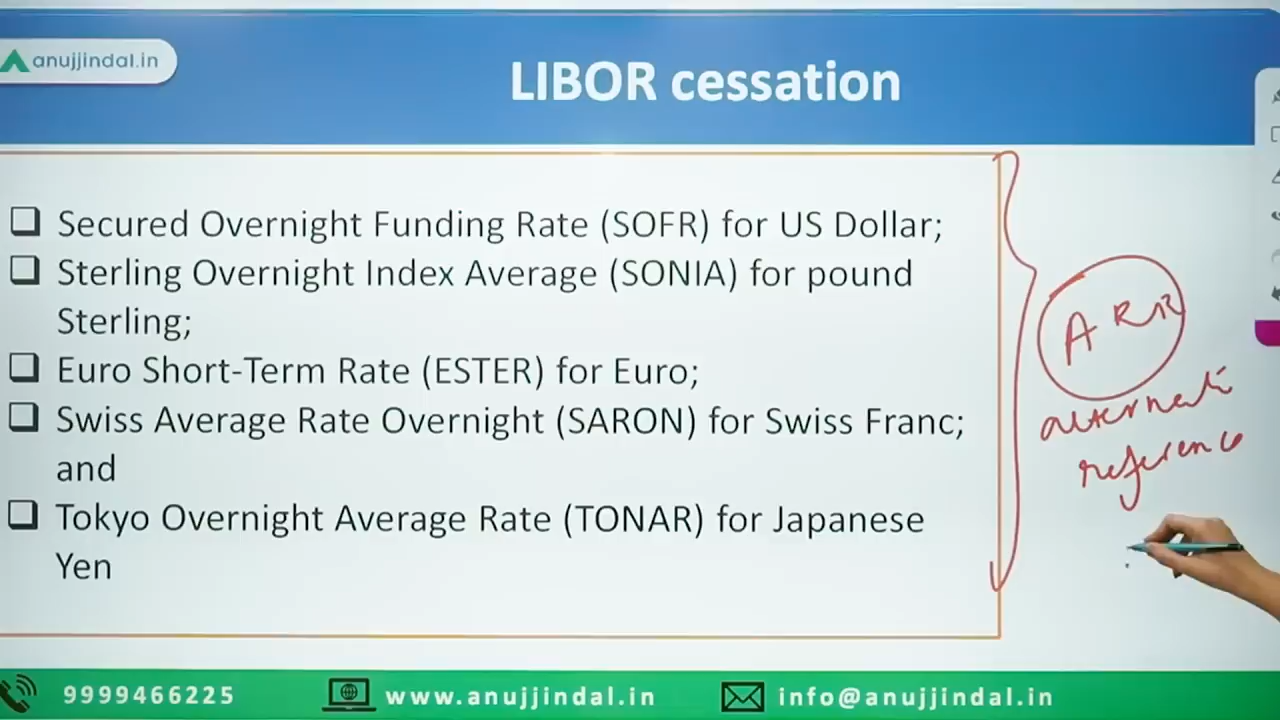 anujjindal.in
LIBOR cessation
Secured Overnight Funding Rate (SOFR) for US Dollar;
Sterling Overnight Index Average (SONIA) for pound
Sterling;
Euro Short-Term Rate (ESTER) for Euro;
Swiss Average Rate Overnight (SARON) for Swiss Franc;
and
Tokyo Overnight Average Rate (TONAR) for Japanese
Yen
ARR
alternati
reference
9999466225
www.anujjindal.in
info@anujjindal.in